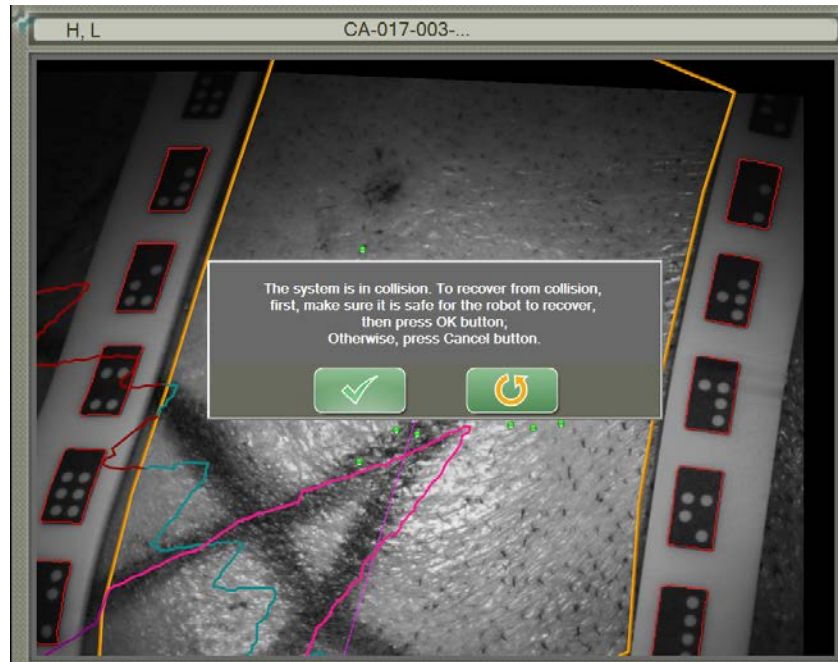 H, L CA-017-003-...
The system is in collision. To recover from collision,
first, make sure it is safe for the robot to recover,
then press OK button;
Otherwise, press Cancel button.